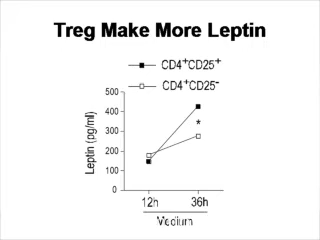 Treg Make More Leptin
CD4+CD25+
CD4+CD25-
Leptin (pg/ml)
500
400
300
200
100
0
*
12h 36h
Medium